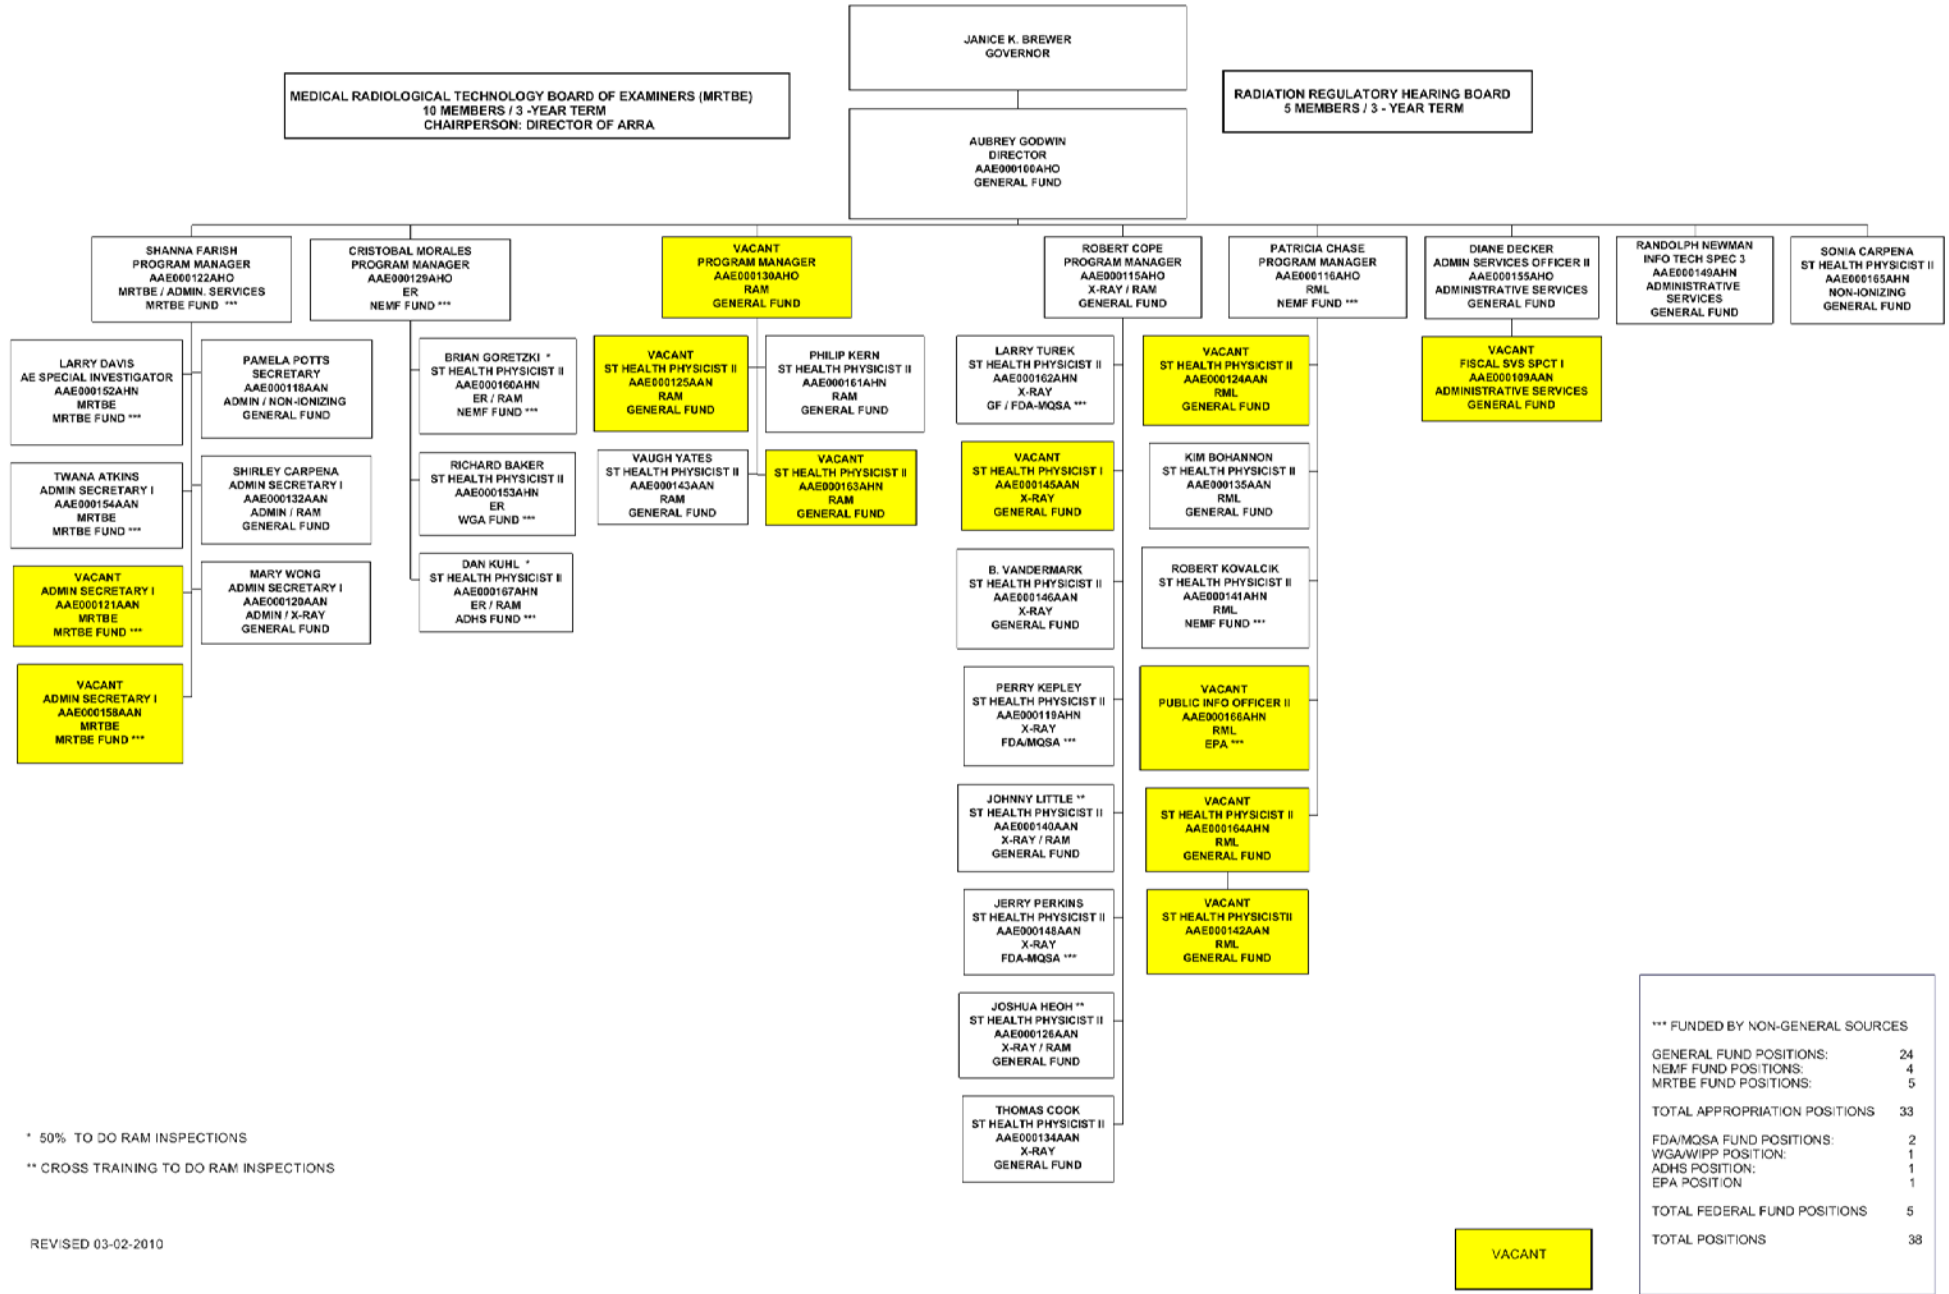 JANICE K. BREWER
GOVERNOR
MEDICAL RADIOLOGICAL TECHNOLOGY BOARD OF EXAMINERS (MRTBE)
10 MEMBERS / 3 -YEAR TERM
CHAIRPERSON: DIRECTOR OF ARRA
RADIATION REGULATORY HEARING BOARD
5 MEMBERS / 3 - YEAR TERM
AUBREY GODWIN
DIRECTOR
AAE000100AHO
GENERAL FUND
SHANNA FARISH
PROGRAM MANAGER
AAE000122AHO
MRTBE / ADMIN. SERVICES
MRTBE FUND ***
CRISTOBAL MORALES
PROGRAM MANAGER
AAE000129AHO
ER
NEMF FUND ***
VACANT
PROGRAM MANAGER
AAE000130AHO
RAM
GENERAL FUND
ROBERT COPE
PROGRAM MANAGER
AAE000115AHO
X-RAY / RAM
GENERAL FUND
PATRICIA CHASE
PROGRAM MANAGER
AAE000116AHO
RML
NEMF FUND ***
DIANE DECKER
ADMIN SERVICES OFFICER II
AAE000155AHO
ADMINISTRATIVE SERVICES
GENERAL FUND
RANDOLPH NEWMAN
INFO TECH SPEC 3
AAE000149AHN
ADMINISTRATIVE
SERVICES
GENERAL FUND
SONIA CARPENA
ST HEALTH PHYSICIST II
AAE000165AHN
NON-IONIZING
GENERAL FUND
LARRY DAVIS
AE SPECIAL INVESTIGATOR
AAE000152AHN
MRTBE
MRTBE FUND ***
PAMELA POTTS
SECRETARY
AAE000118AAN
ADMIN / NON-IONIZING
GENERAL FUND
TWANA ATKINS
ADMIN SECRETARY I
AAE000154AAN
MRTBE
MRTBE FUND ***
SHIRLEY CARPENA
ADMIN SECRETARY I
AAE000132AAN
ADMIN / RAM
GENERAL FUND
VACANT
ADMIN SECRETARY I
AAE000121AAN
MRTBE
MRTBE FUND ***
MARY WONG
ADMIN SECRETARY I
AAE000120AAN
ADMIN / X-RAY
GENERAL FUND
VACANT
ADMIN SECRETARY I
AAE000158AAN
MRTBE
MRTBE FUND ***
BRIAN GORETZKI *
ST HEALTH PHYSICIST II
AAE000160AHN
ER / RAM
NEMF FUND ***
RICHARD BAKER
ST HEALTH PHYSICIST II
AAE000153AHN
ER
WGA FUND ***
DAN KUHL *
ST HEALTH PHYSICIST II
AAE000167AHN
ER / RAM
ADHS FUND ***
VACANT
ST HEALTH PHYSICIST II
AAE000125AAN
RAM
GENERAL FUND
PHILIP KERN
ST HEALTH PHYSICIST II
AAE000161AHN
RAM
GENERAL FUND
VAUGH YATES
ST HEALTH PHYSICIST II
AAE000143AAN
RAM
GENERAL FUND
VACANT
ST HEALTH PHYSICIST II
AAE000163AHN
RAM
GENERAL FUND
LARRY TUREK
ST HEALTH PHYSICIST II
AAE000162AHN
X-RAY
GF / FDA-MQSA ***
VACANT
ST HEALTH PHYSICIST I
AAE000145AAN
X-RAY
GENERAL FUND
B. VANDERMARK
ST HEALTH PHYSICIST II
AAE000146AAN
X-RAY
GENERAL FUND
PERRY KEPLEY
ST HEALTH PHYSICIST II
AAE000119AHN
X-RAY
FDA/MQSA ***
JOHNNY LITTLE **
ST HEALTH PHYSICIST II
AAE000140AAN
X-RAY / RAM
GENERAL FUND
JERRY PERKINS
ST HEALTH PHYSICIST II
AAE000148AAN
X-RAY
FDA-MQSA ***
JOSHUA HEOH **
ST HEALTH PHYSICIST II
AAE000126AAN
X-RAY / RAM
GENERAL FUND
THOMAS COOK
ST HEALTH PHYSICIST II
AAE000134AAN
X-RAY
GENERAL FUND
VACANT
ST HEALTH PHYSICIST II
AAE000124AAN
RML
GENERAL FUND
KIM BOHANNON
ST HEALTH PHYSICIST II
AAE000135AAN
RML
GENERAL FUND
ROBERT KOVALCIK
ST HEALTH PHYSICIST II
AAE000141AHN
RML
NEMF FUND ***
VACANT
PUBLIC INFO OFFICER II
AAE000166AHN
RML
EPA ***
VACANT
ST HEALTH PHYSICIST II
AAE000164AHN
RML
GENERAL FUND
VACANT
ST HEALTH PHYSICISTII
AAE000142AAN
RML
GENERAL FUND
VACANT
FISCAL SVS SPCT I
AAE000109AAN
ADMINISTRATIVE SERVICES
GENERAL FUND
* 50% TO DO RAM INSPECTIONS
** CROSS TRAINING TO DO RAM INSPECTIONS
REVISED 03-02-2010
VACANT
*** FUNDED BY NON-GENERAL SOURCES
GENERAL FUND POSITIONS: 24
NEMF FUND POSITIONS: 4
MRTBE FUND POSITIONS: 5
TOTAL APPROPRIATION POSITIONS 33
FDA/MQSA FUND POSITIONS: 2
WGA/WIPP POSITION: 1
ADHS POSITION: 1
EPA POSITION 1
TOTAL FEDERAL FUND POSITIONS 5
TOTAL POSITIONS 38